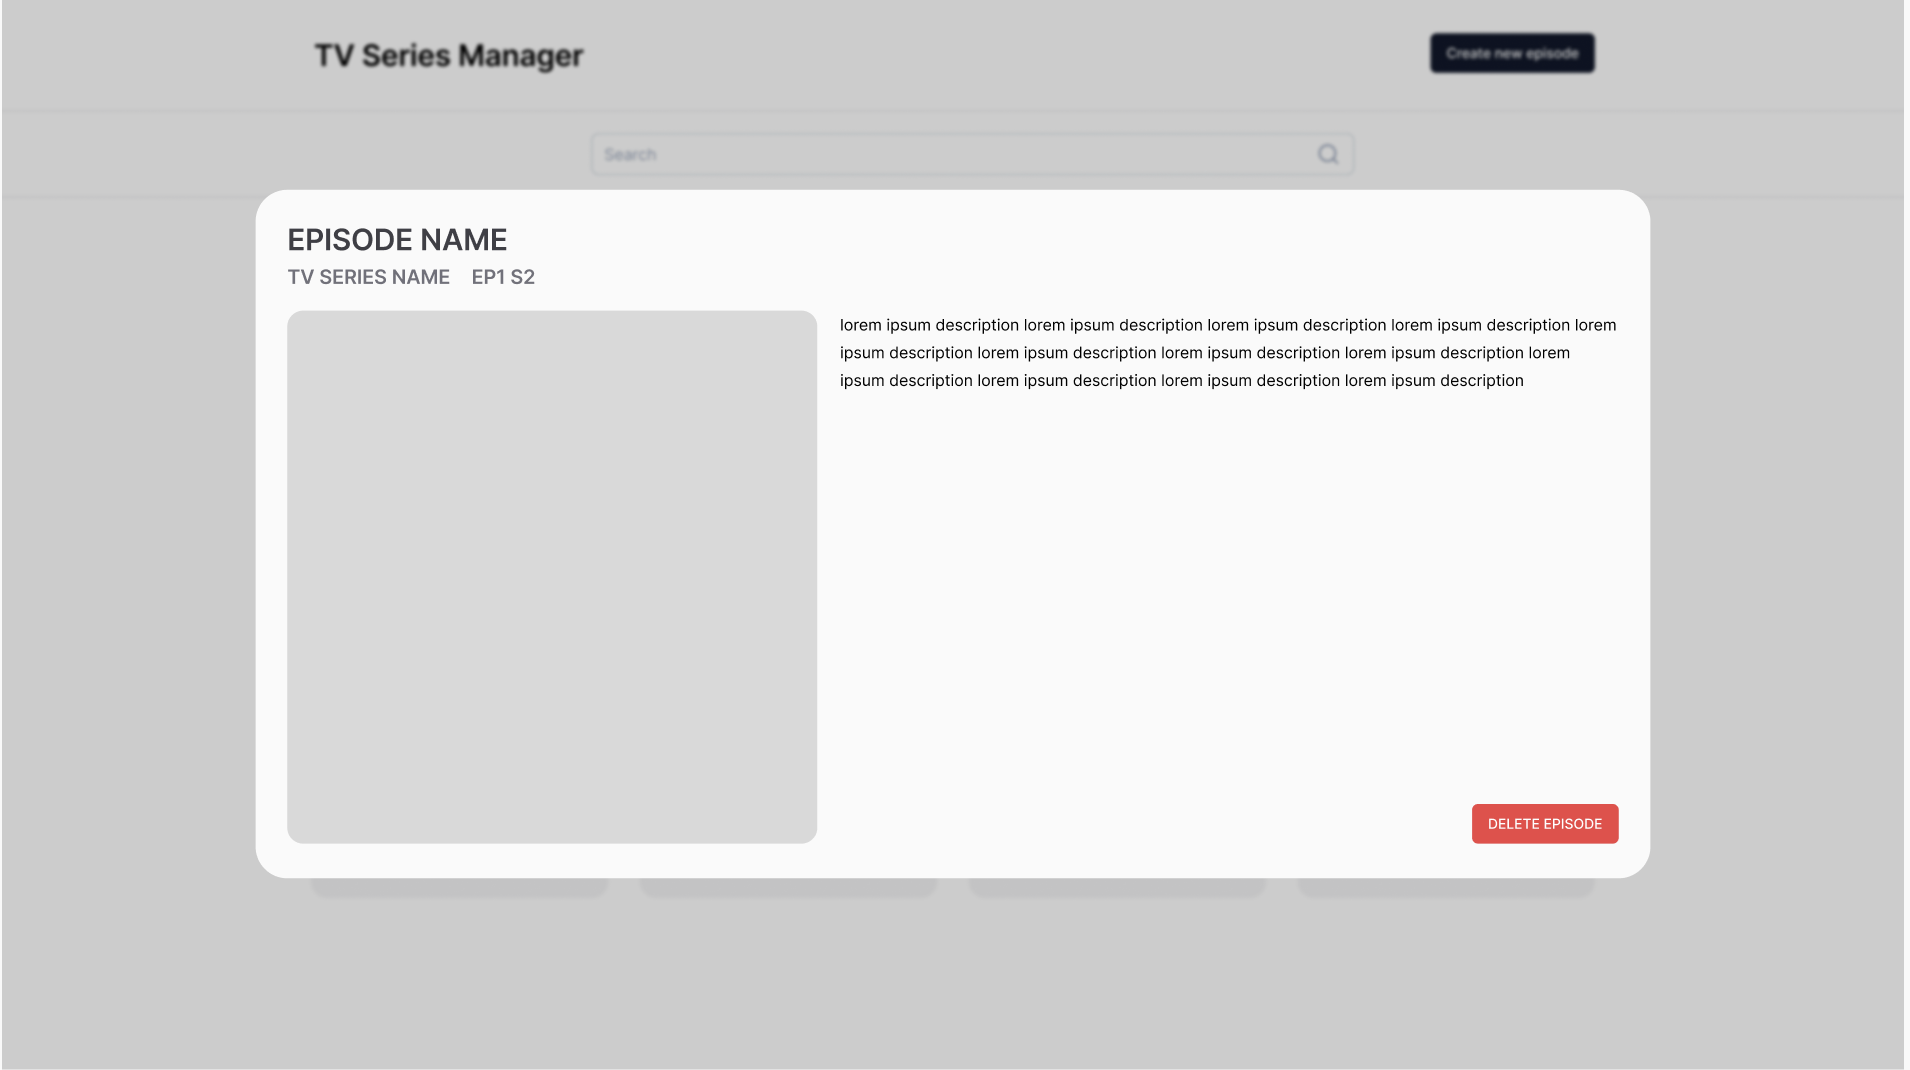 TV Series Manager
Create new episode
Search
EPISODE NAME
TV SERIES NAME EP1 S2
lorem ipsum description lorem ipsum description lorem ipsum description lorem ipsum description lorem
ipsum description lorem ipsum description lorem ipsum description lorem ipsum description lorem
ipsum description lorem ipsum description lorem ipsum description lorem ipsum description
DELETE EPISODE